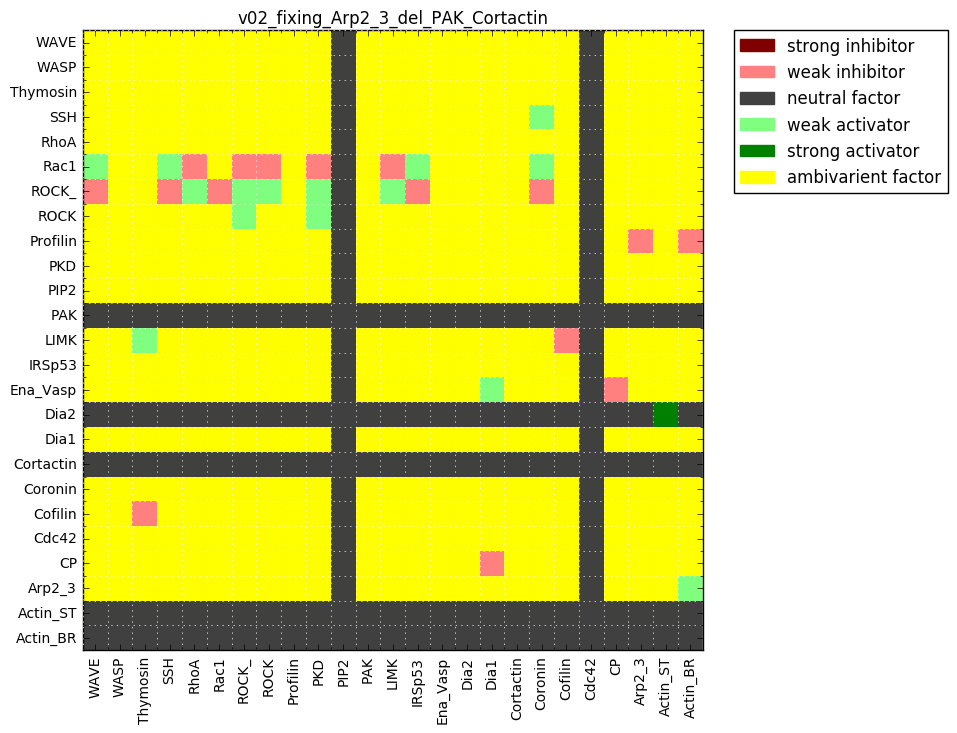 v02_fixing_Arp2_3_del_PAK_Cortactin
WAVE
WASP
Thymosin
SSH
RhoA
Rac1
ROCK_
ROCK
Profilin
PKD
PIP2
PAK
LIMK
IRSp53
Ena_Vasp
Dia2
Dia1
Cortactin
Coronin
Cofilin
Cdc42
CP
Arp2_3
Actin_ST
Actin_BR
WAVE
WASP
Thymosin
SSH
RhoA
Rac1
ROCK_
ROCK
Profilin
PKD
PIP2
PAK
LIMK
IRSp53
Ena_Vasp
Dia2
Dia1
Cortactin
Coronin
Cofilin
Cdc42
CP
Arp2_3
Actin_ST
Actin_BR
strong inhibitor
weak inhibitor
neutral factor
weak activator
strong activator
ambivarient factor